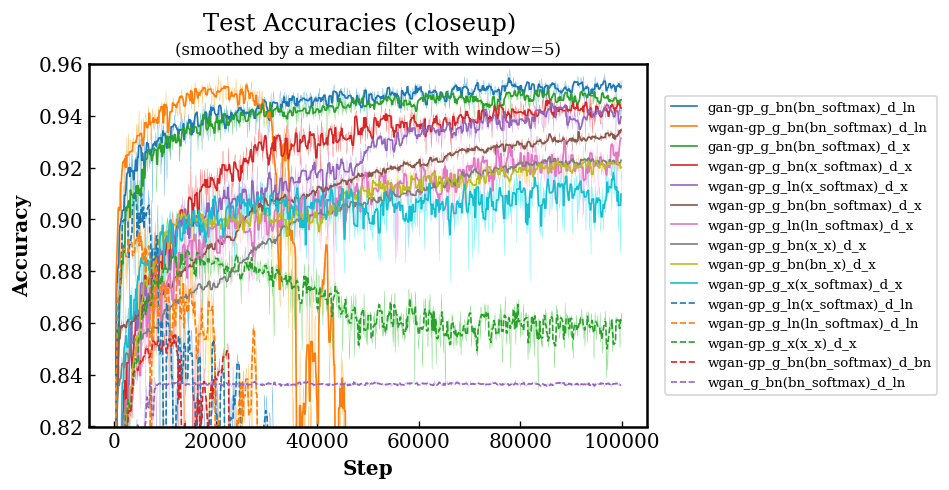 Test Accuracies (closeup)
(smoothed by a median filter with window=5)
0.96
0.94
0.92
0.90
0.88
0.86
0.84
0.82
Accuracy
0
20000
40000
60000
80000
100000
Step
gan-gp_g_bn(bn_softmax)_d_ln
wgan-gp_g_bn(bn_softmax)_d_ln
gan-gp_g_bn(bn_softmax)_d_x
wgan-gp_g_bn(x_softmax)_d_x
wgan-gp_g_ln(x_softmax)_d_x
wgan-gp_g_bn(bn_softmax)_d_x
wgan-gp_g_ln(ln_softmax)_d_x
wgan-gp_g_bn(x_x)_d_x
wgan-gp_g_bn(bn_x)_d_x
wgan-gp_g_x(x_softmax)_d_x
wgan-gp_g_ln(x_softmax)_d_ln
wgan-gp_g_ln(ln_softmax)_d_ln
wgan-gp_g_x(x_x)_d_x
wgan-gp_g_bn(bn_softmax)_d_bn
wgan_g_bn(bn_softmax)_d_ln